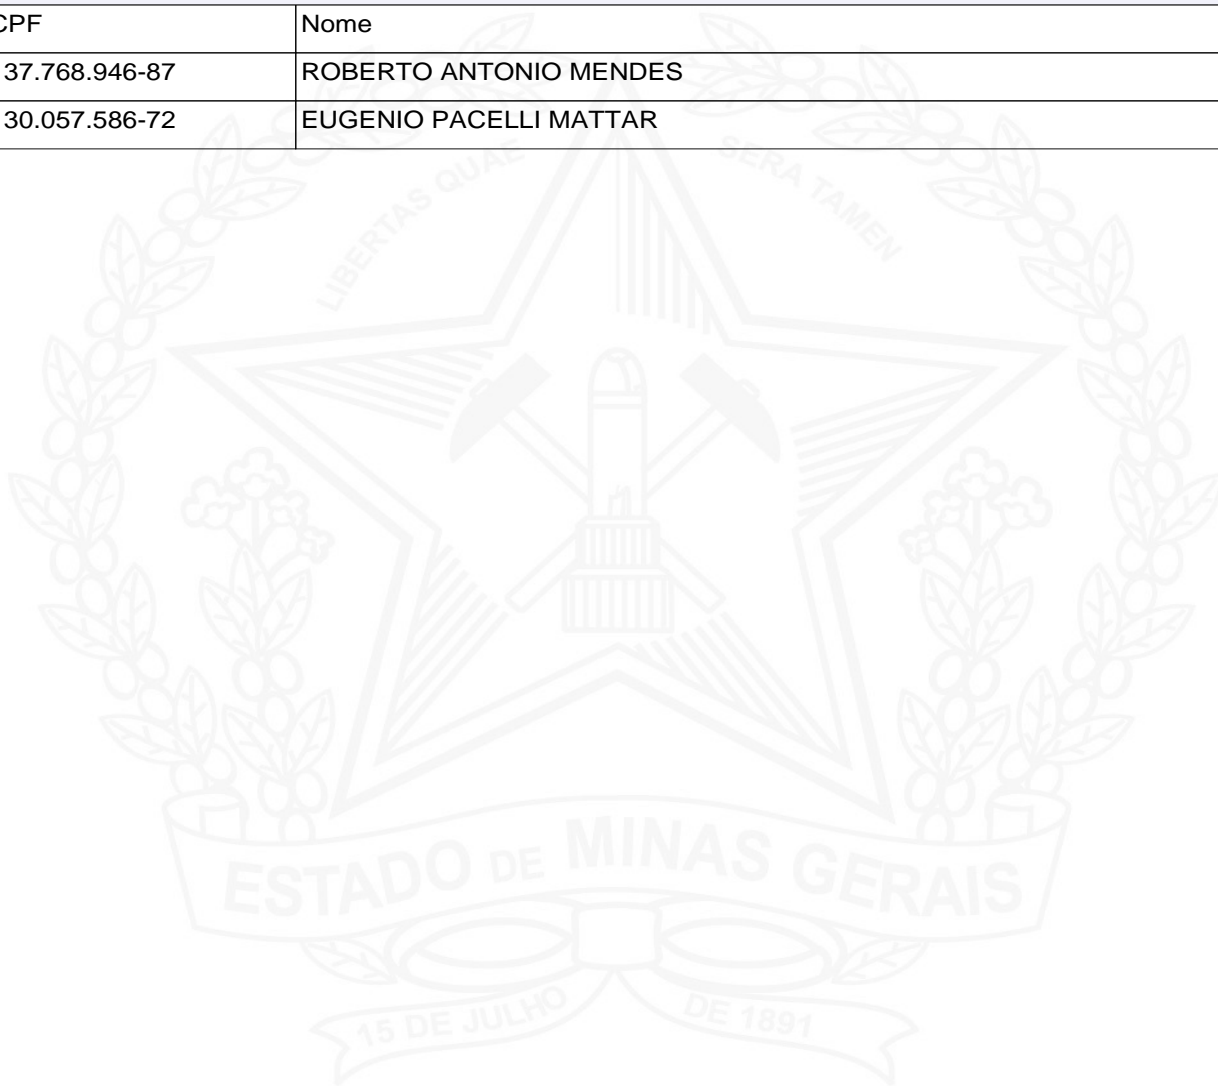 CPF Nome
37.768.946-87 ROBERTO ANTONIO MENDES
30.057.586-72 EUGENIO PACELLI MATTAR
LIBERTAS QUAE SERA TAMEN
ESTADO DE MINAS GERAIS
15 DE JULHO DE 1891